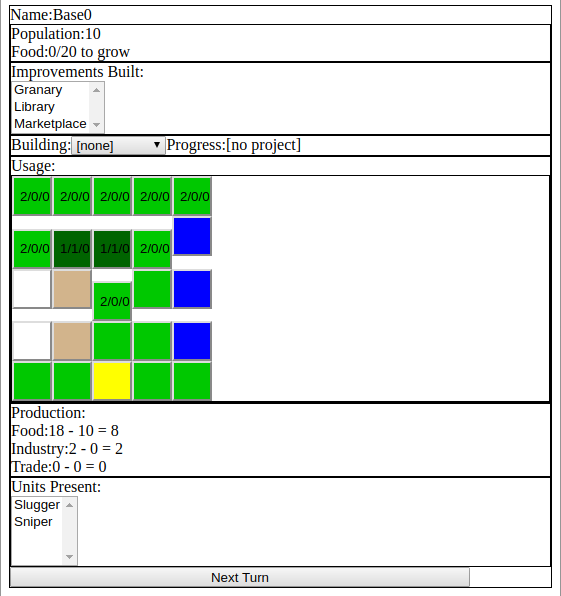 Name:Base0
Population:10
Food:0/20 to grow
Improvements Built:
Granary
Library
Marketplace
Building:[none] Progress:[no project]
Usage:
2/0/0 2/0/0 2/0/0 2/0/0 2/0/0
2/0/0 1/1/0 1/1/0 2/0/0
2/0/0
Production:
Food:18 - 10 = 8
Industry:2 - 0 = 2
Trade:0 - 0 = 0
Units Present:
Slugger
Sniper
Next Turn